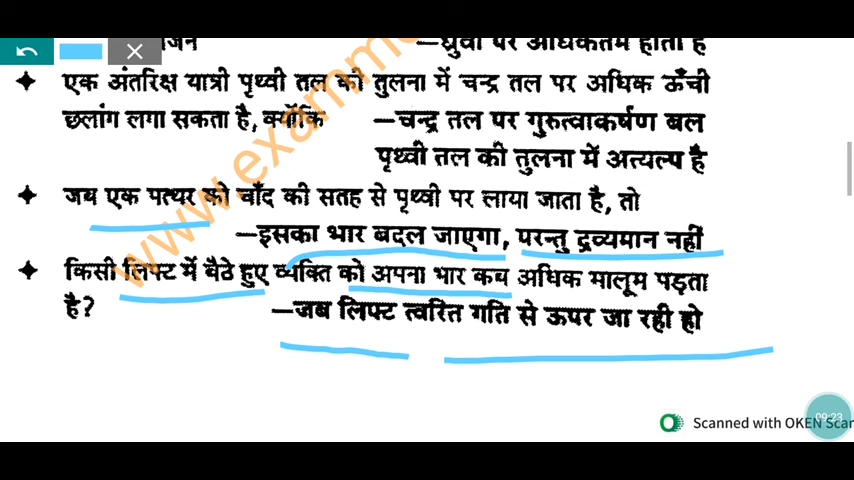 —ध्रुवों पर अधिकतम होता है
✦ एक अंतरिक्ष यात्री पृथ्वी तल की तुलना में चन्द्र तल पर अधिक ऊँची
छलांग लगा सकता है, क्योंकि —चन्द्र तल पर गुरुत्वाकर्षण बल
पृथ्वी तल की तुलना में अत्यल्प है
✦ जब एक पत्थर को चाँद की सतह से पृथ्वी पर लाया जाता है, तो
—इसका भार बदल जाएगा, परन्तु द्रव्यमान नहीं
✦ किसी लिफ्ट में बैठे हुए व्यक्ति को अपना भार कब अधिक मालूम पड़ता
है? —जब लिफ्ट त्वरित गति से ऊपर जा रही हो
09:23
Scanned with OKEN Scan